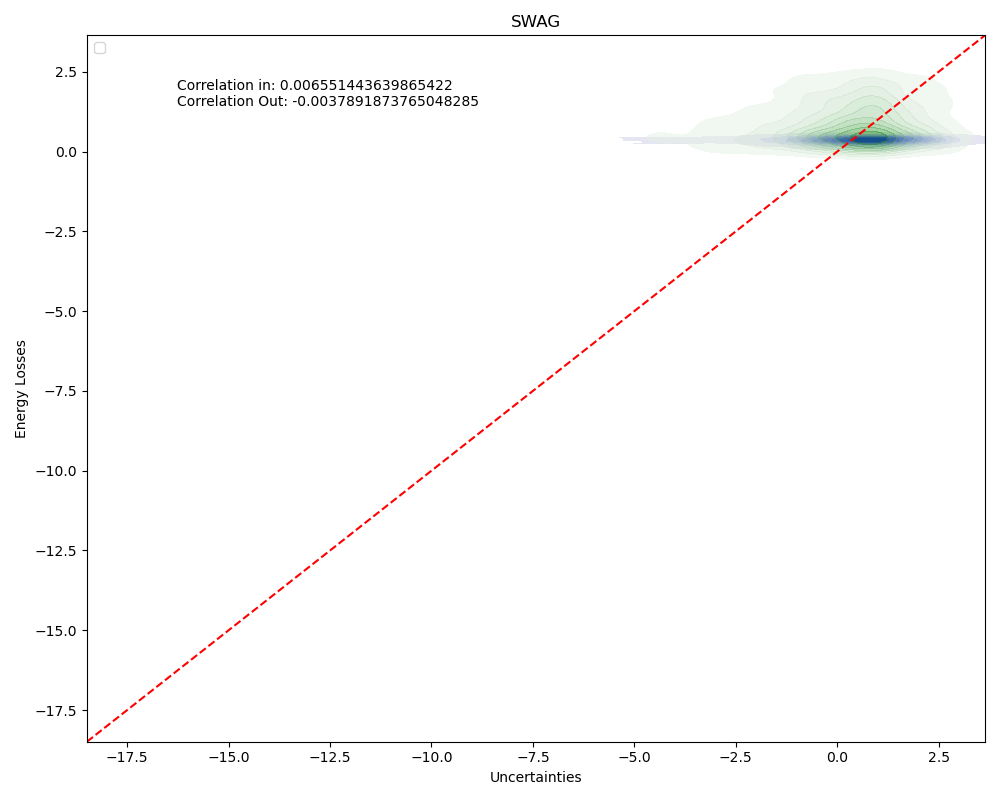 SWAG
Correlation in: 0.006551443639865422
Correlation Out: -0.0037891873765048285
Energy Losses
2.5
0.0
−2.5
−5.0
−7.5
−10.0
−12.5
−15.0
−17.5
−17.5 −15.0 −12.5 −10.0 −7.5 −5.0 −2.5 0.0 2.5
Uncertainties